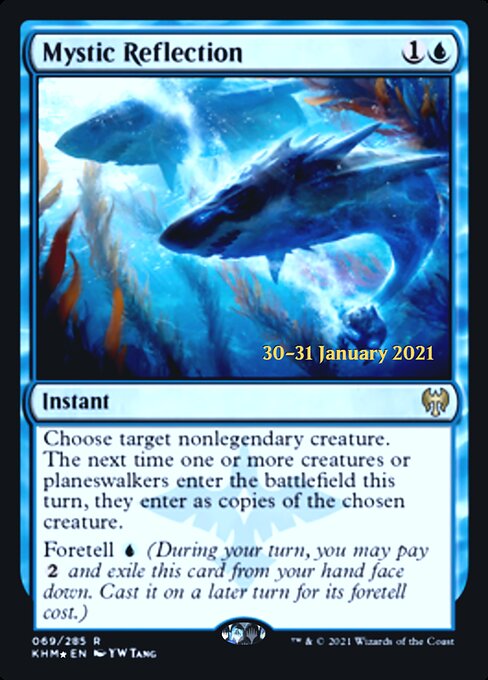 Mystic Reflection 1
30–31 January 2021
Instant
Choose target nonlegendary creature.
The next time one or more creatures or
planeswalkers enter the battlefield this
turn, they enter as copies of the chosen
creature.
Foretell (During your turn, you may pay
2 and exile this card from your hand face
down. Cast it on a later turn for its foretell
cost.)
069/285 R
KHM★EN YW Tang
™ & © 2021 Wizards of the Coast